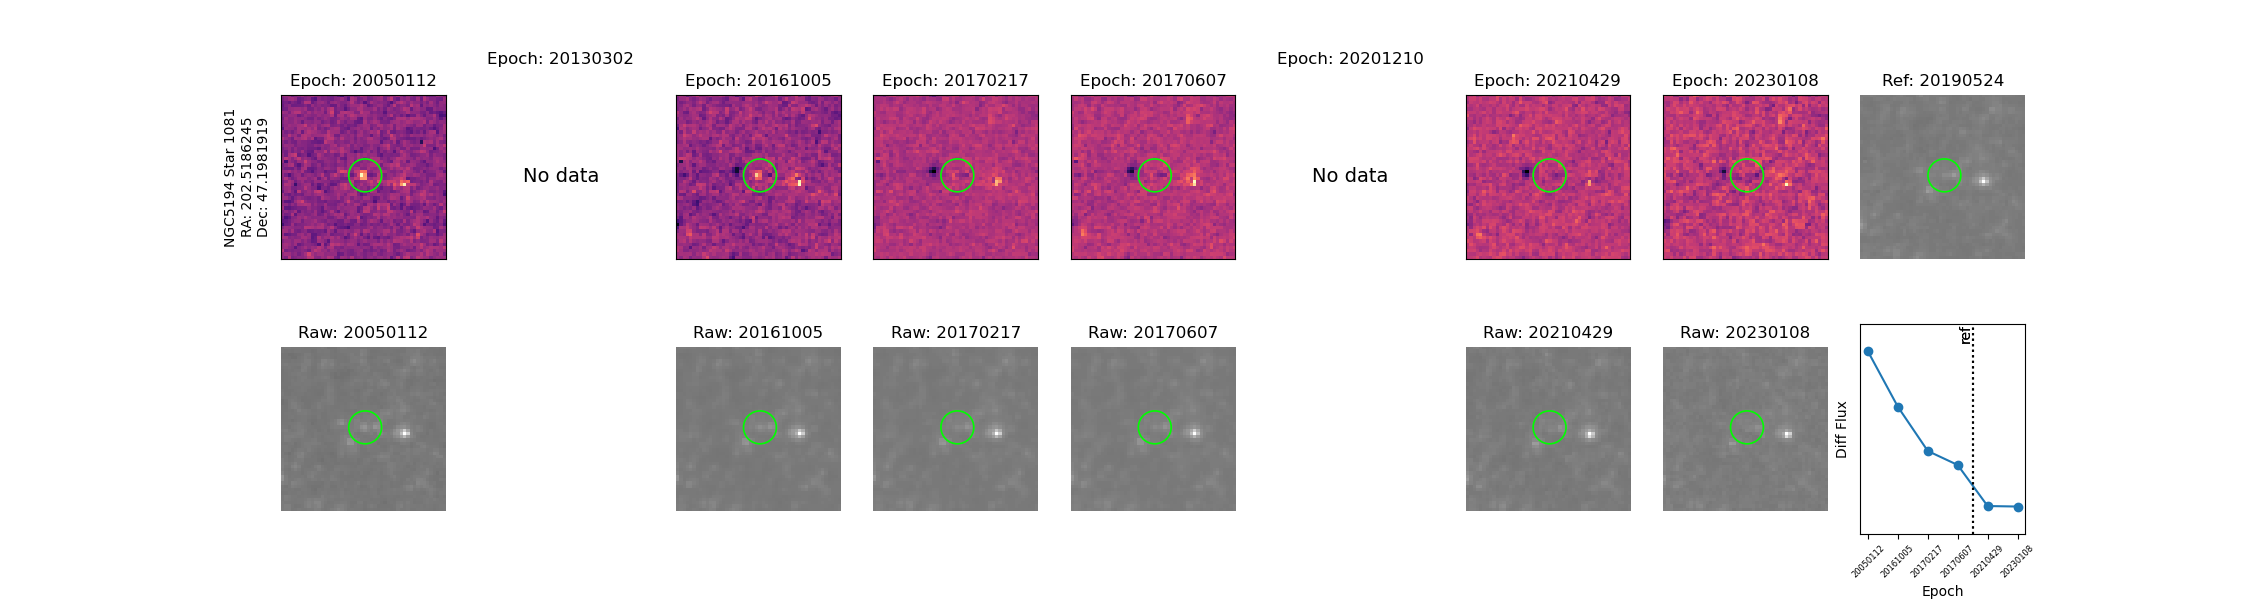 Epoch: 20130302
Epoch: 20201210
Epoch: 20050112
Epoch: 20161005
Epoch: 20170217
Epoch: 20170607
Epoch: 20210429
Epoch: 20230108
Ref: 20190524
NGC5194 Star 1081
RA: 202.5186245
Dec: 47.1981919
No data
No data
Raw: 20050112
Raw: 20161005
Raw: 20170217
Raw: 20170607
Raw: 20210429
Raw: 20230108
ref
Diff Flux
20050112
20161005
20170217
20170607
20210429
20230108
Epoch